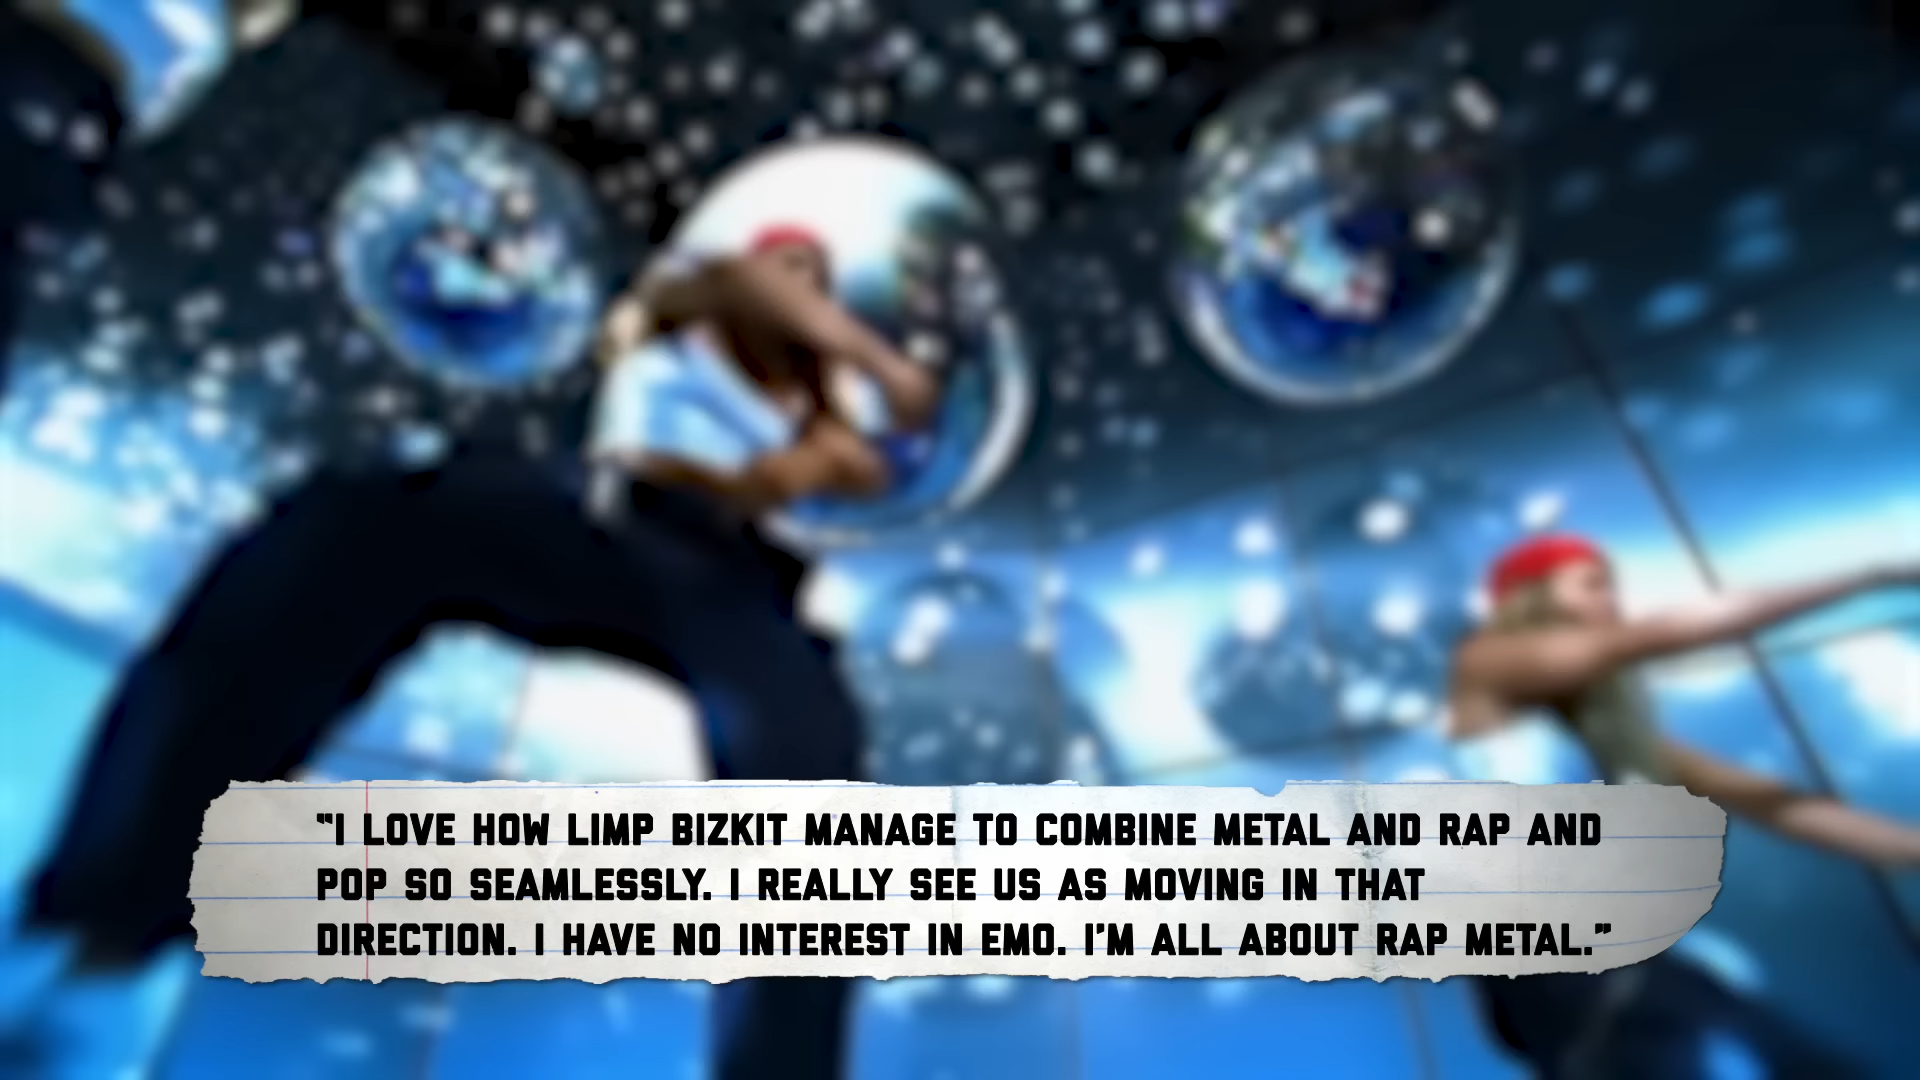 “I LOVE HOW LIMP BIZKIT MANAGE TO COMBINE METAL AND RAP AND
POP SO SEAMLESSLY. I REALLY SEE US AS MOVING IN THAT
DIRECTION. I HAVE NO INTEREST IN EMO. I'M ALL ABOUT RAP METAL.”